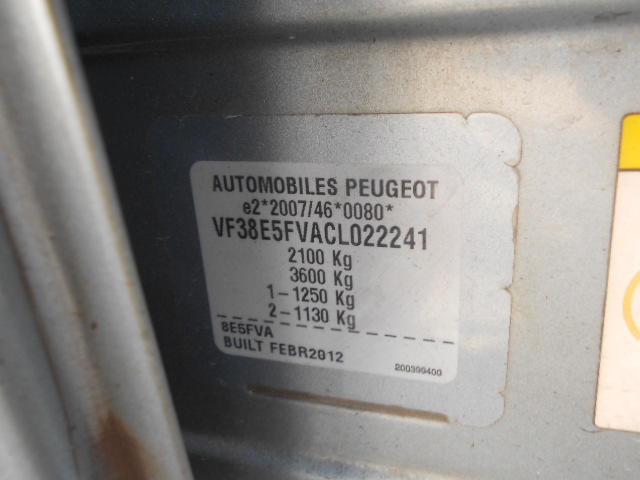 AUTOMOBILES PEUGEOT
e2*2007/46*0080*
VF38E5FVACL022241
2100 Kg
3600 Kg
1-1250 Kg
2-1130 Kg
8E5FVA
BUILT FEBR2012
200399400